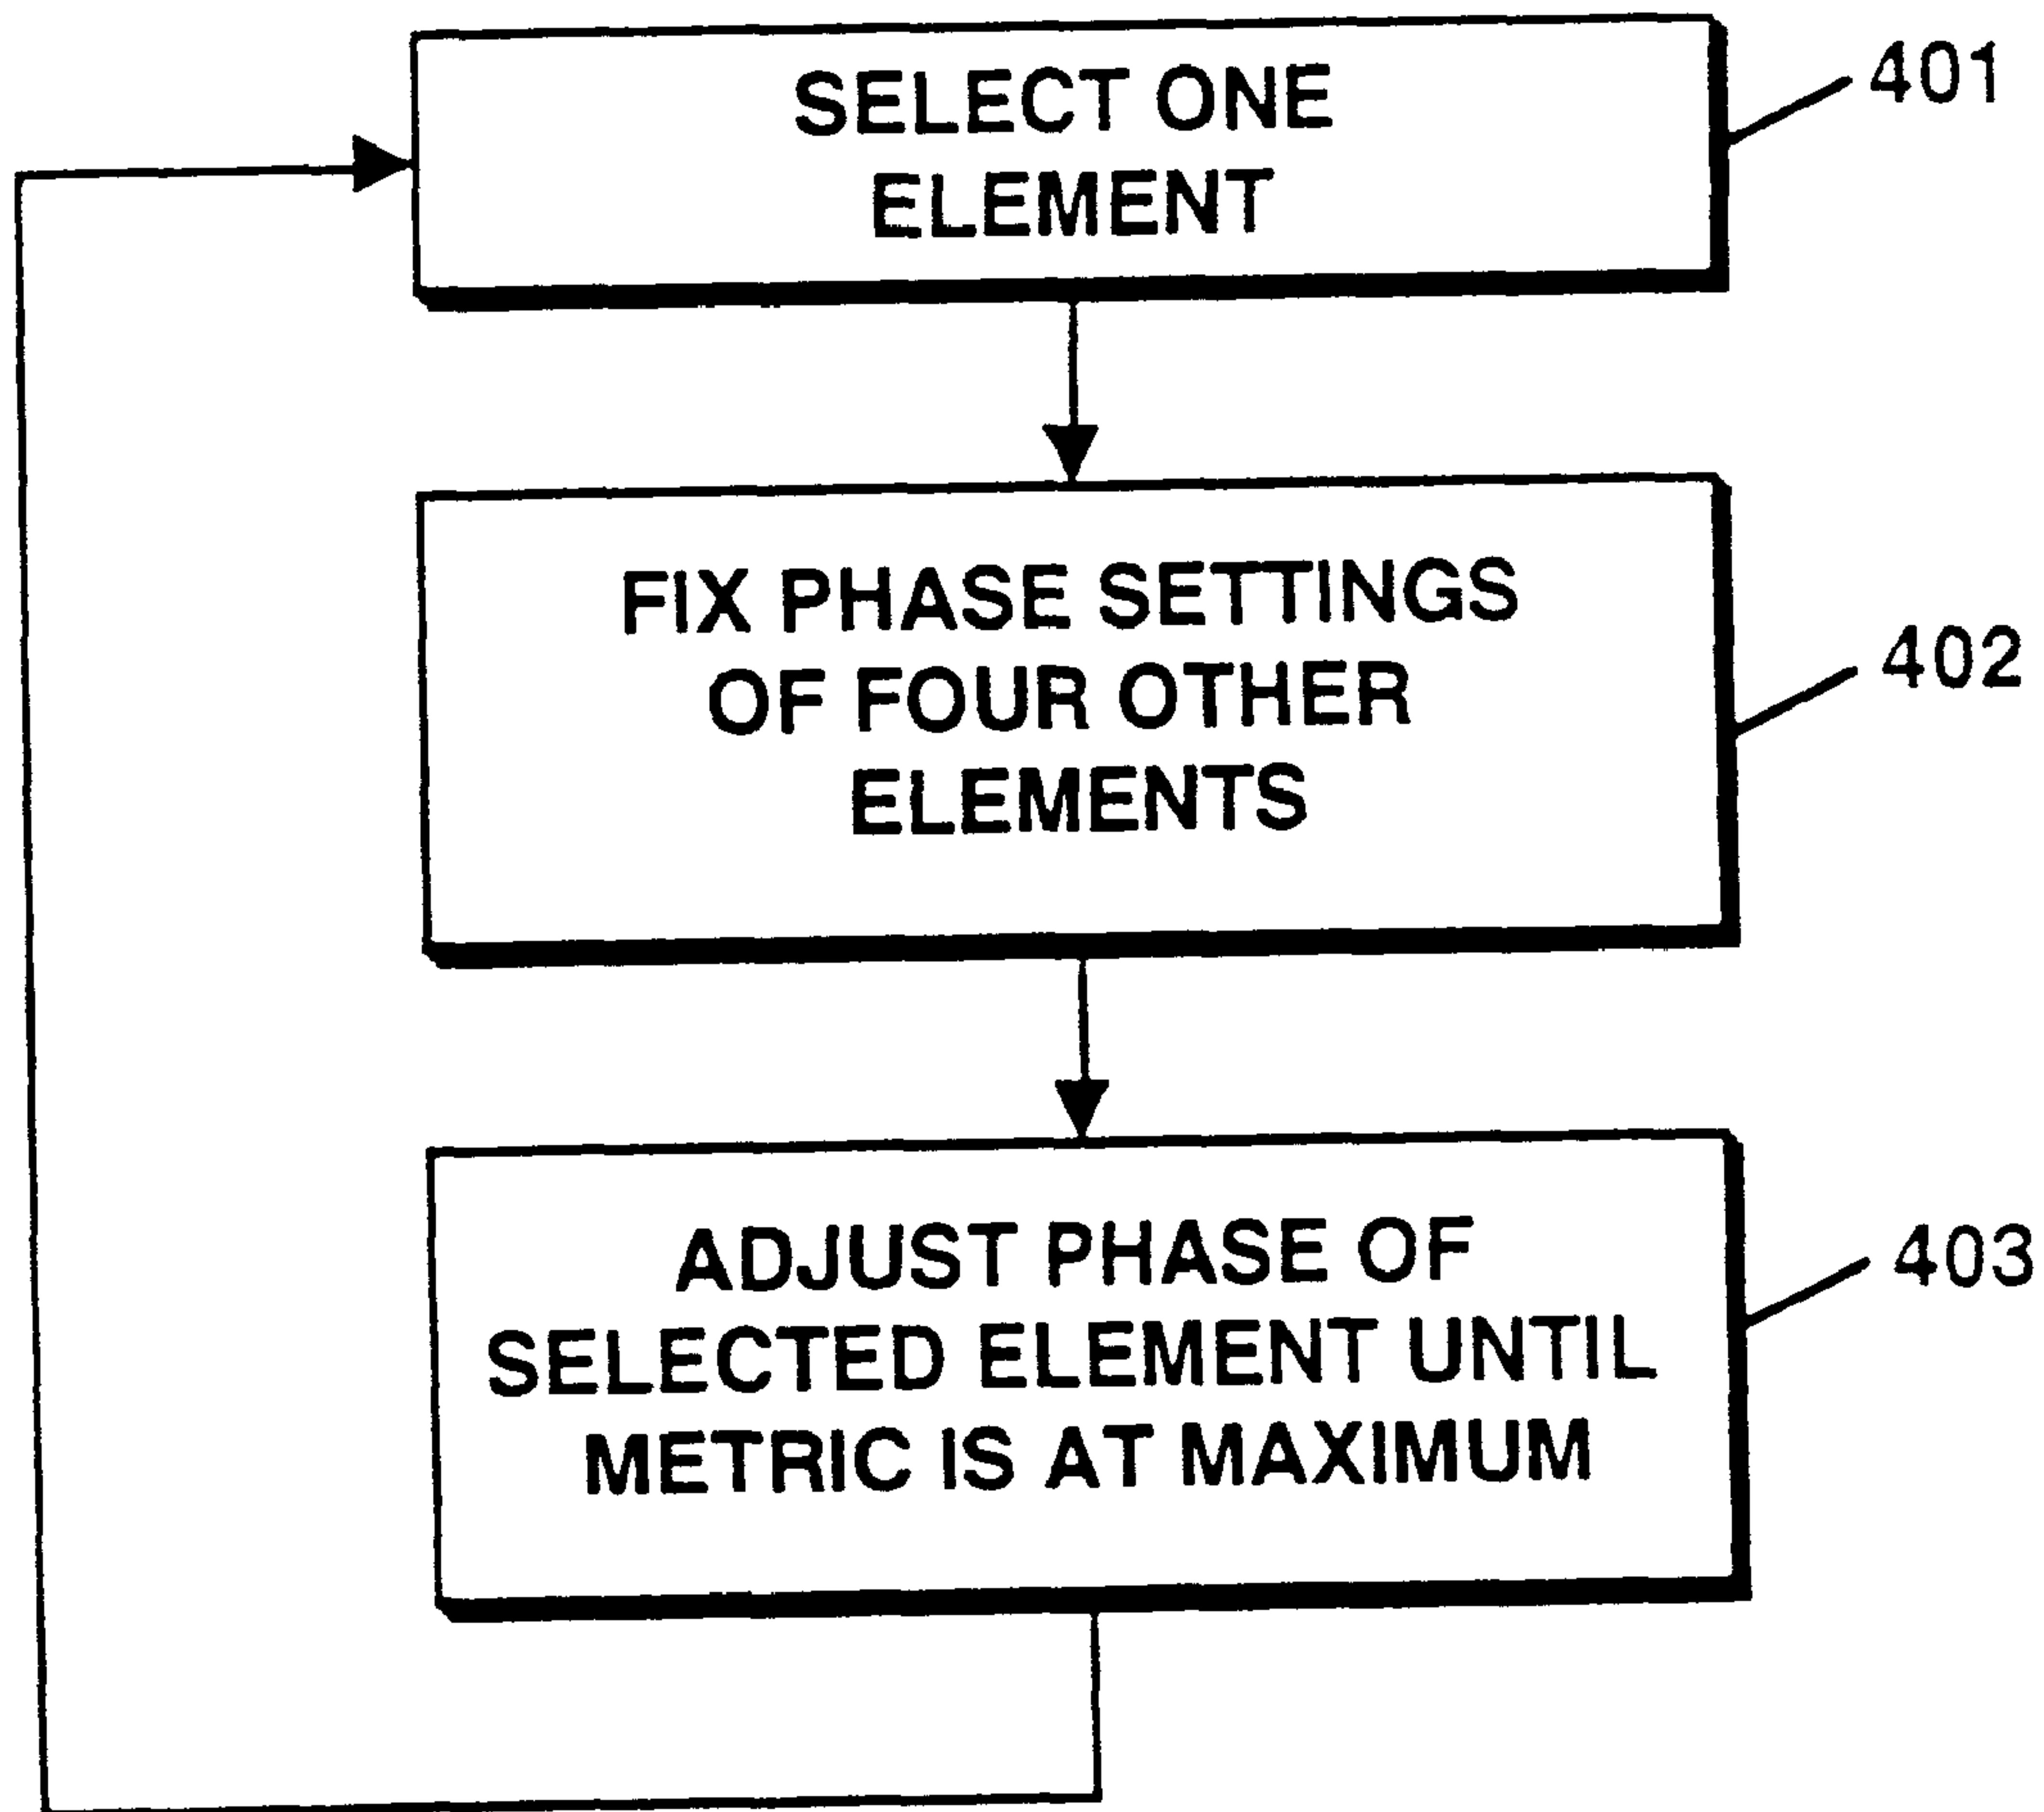 SELECT ONE
ELEMENT
401
FIX PHASE SETTINGS
OF FOUR OTHER
ELEMENTS
402
ADJUST PHASE OF
SELECTED ELEMENT UNTIL
METRIC IS AT MAXIMUM
403